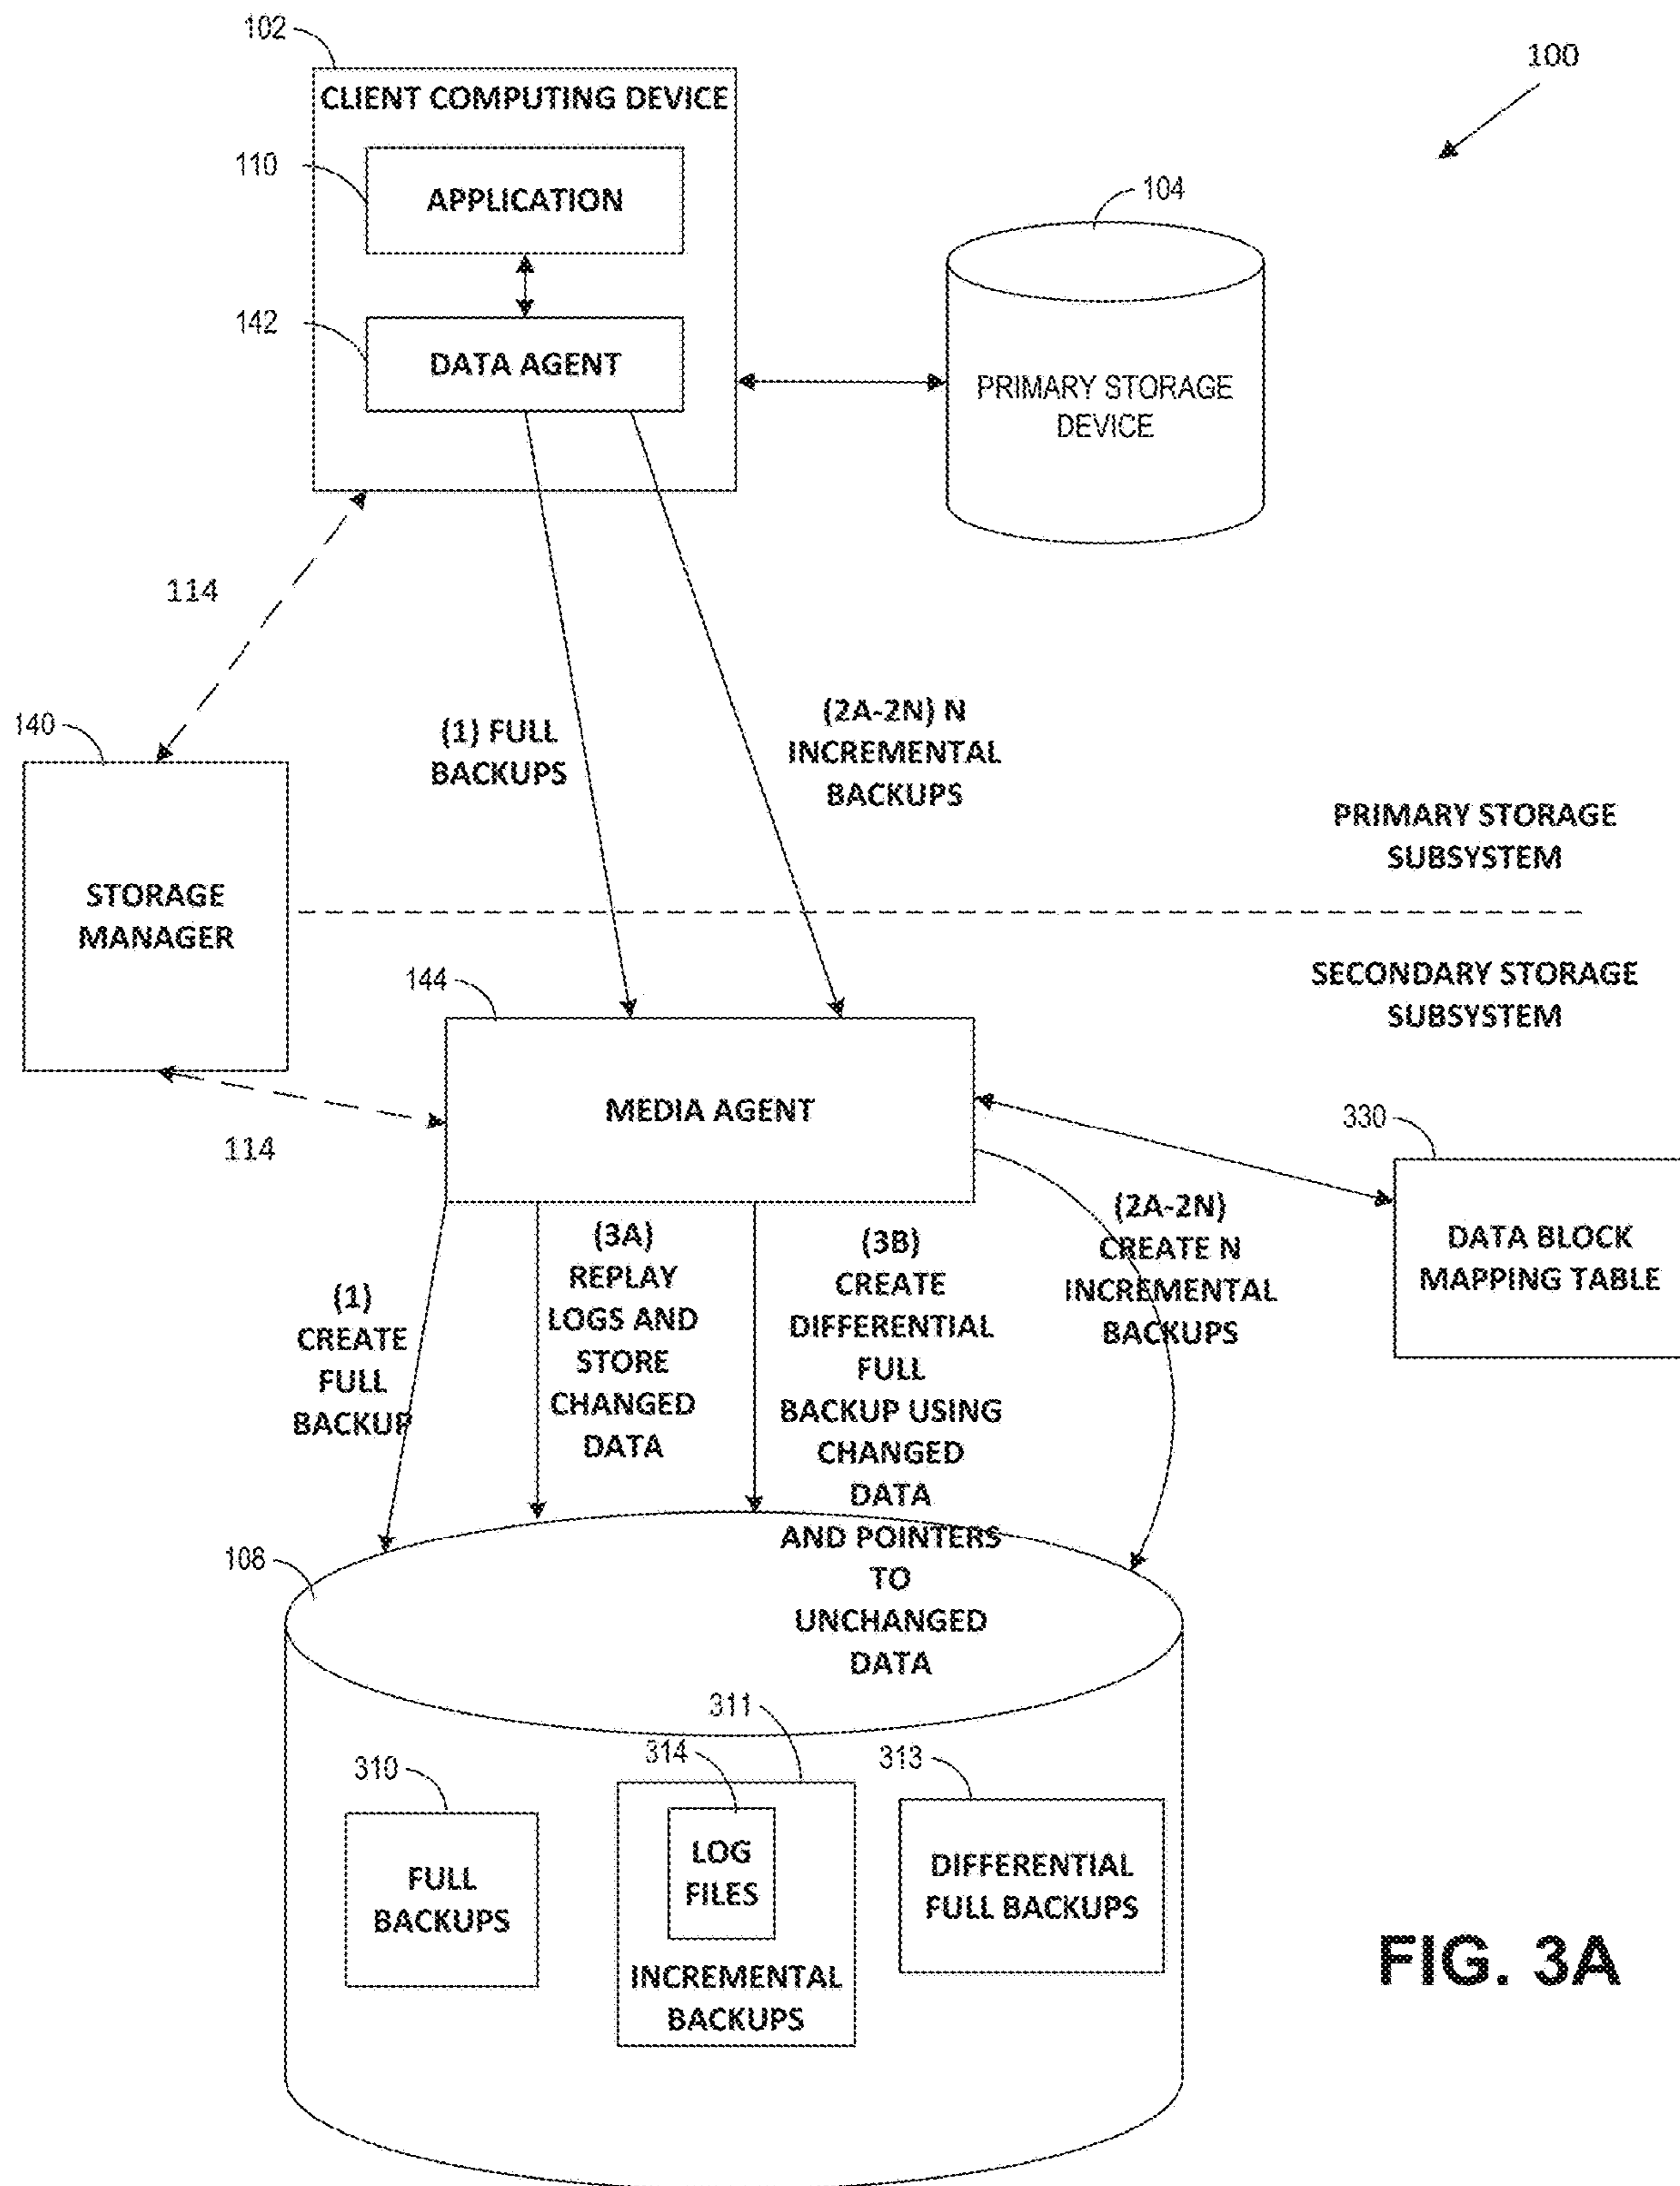 102
100
CLIENT COMPUTING DEVICE
110
APPLICATION
104
142
DATA AGENT
PRIMARY STORAGE
DEVICE
114
140
(1) FULL
BACKUPS
(2A-2N) N
INCREMENTAL
BACKUPS
PRIMARY STORAGE
SUBSYSTEM
STORAGE
MANAGER
SECONDARY STORAGE
SUBSYSTEM
144
MEDIA AGENT
114
330
DATA BLOCK
MAPPING TABLE
(1)
CREATE
FULL
BACKUP
(3A)
REPLAY
LOGS AND
STORE
CHANGED
DATA
(3B)
CREATE
DIFFERENTIAL
FULL
BACKUP USING
CHANGED
DATA
AND POINTERS
TO
UNCHANGED
DATA
(2A-2N)
CREATE N
INCREMENTAL
BACKUPS
108
311
310
314
313
FULL
BACKUPS
LOG
FILES
INCREMENTAL
BACKUPS
DIFFERENTIAL
FULL BACKUPS
FIG. 3A